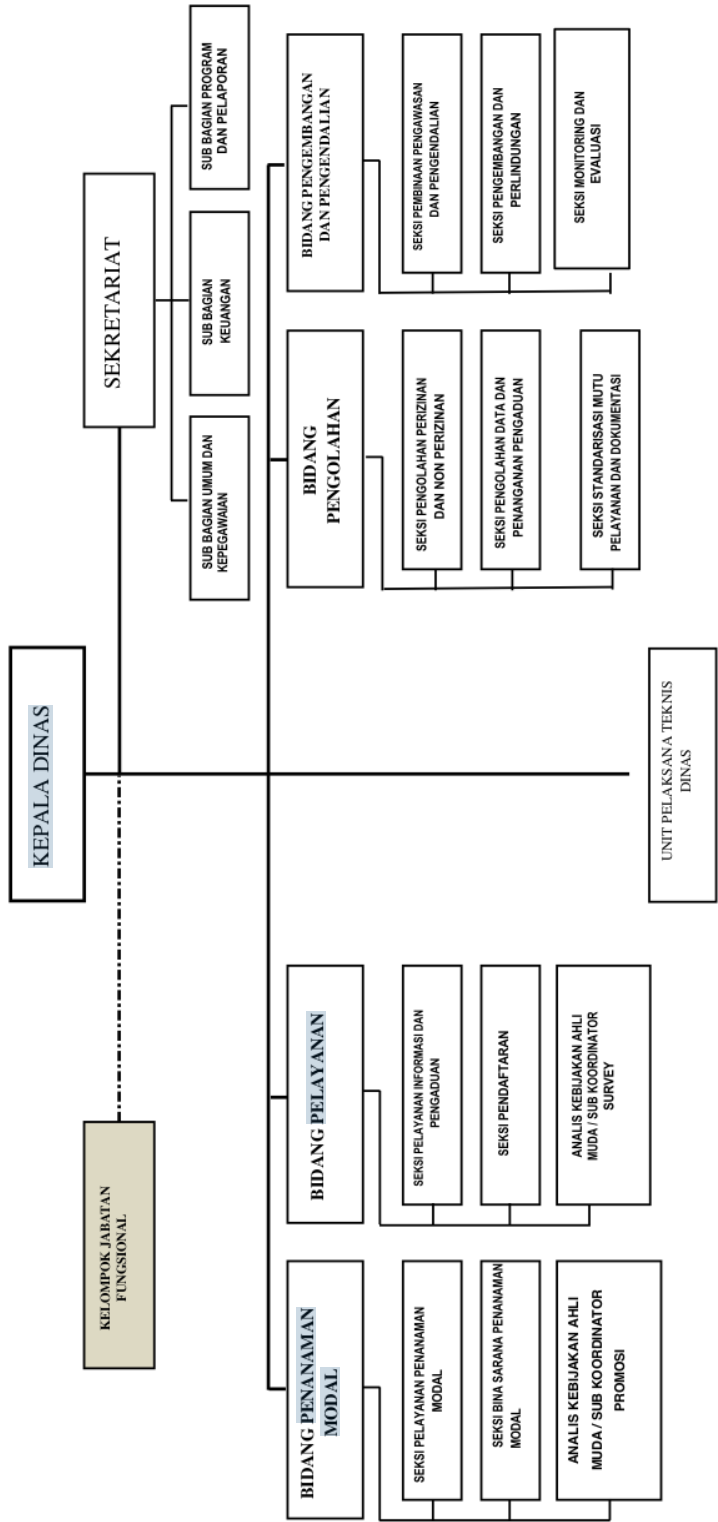 KEPALA DINAS
KELOMPOK JABATAN
FUNGSIONAL
SEKRETARIAT
SUB BAGIAN UMUM DAN
KEPEGAWAIAN
SUB BAGIAN
KEUANGAN
SUB BAGIAN PROGRAM
DAN PELAPORAN
BIDANG PENANAMAN
MODAL
SEKSI PELAYANAN PENANAMAN
MODAL
SEKSI BINA SARANA PENANAMAN
MODAL
ANALIS KEBIJAKAN AHLI
MUDA / SUB KOORDINATOR
PROMOSI
BIDANG PELAYANAN
SEKSI PELAYANAN INFORMASI DAN
PENGADUAN
SEKSI PENDAFTARAN
ANALIS KEBIJAKAN AHLI
MUDA / SUB KOORDINATOR
SURVEY
BIDANG
PENGOLAHAN
SEKSI PENGOLAHAN PERIZINAN
DAN NON PERIZINAN
SEKSI PENGOLAHAN DATA DAN
PENANGANAN PENGADUAN
SEKSI STANDARISASI MUTU
PELAYANAN DAN DOKUMENTASI
BIDANG PENGEMBANGAN
DAN PENGENDALIAN
SEKSI PEMBINAAN PENGAWASAN
DAN PENGENDALIAN
SEKSI PENGEMBANGAN DAN
PERLINDUNGAN
SEKSI MONITORING DAN
EVALUASI
UNIT PELAKSANA TEKNIS
DINAS